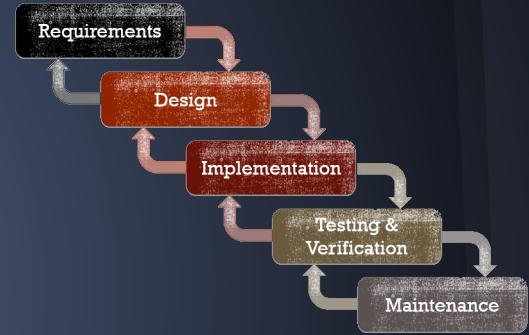 Requirements
Design
Implementation
Testing &
Verification
Maintenance